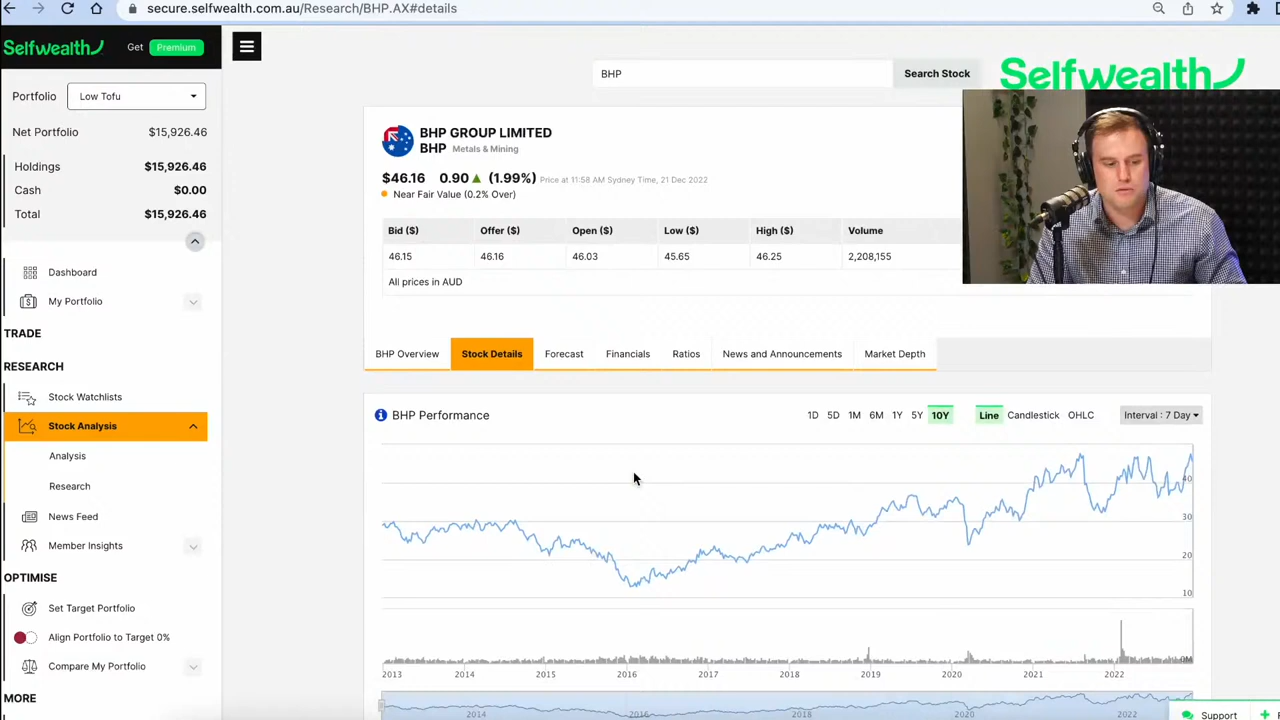 secure.selfwealth.com.au/Research/BHP.AX#details
Selfwealth
Get Premium
Portfolio Low Tofu
Net Portfolio $15,926.46
Holdings $15,926.46
Cash $0.00
Total $15,926.46
Dashboard
My Portfolio
TRADE
RESEARCH
Stock Watchlists
Stock Analysis
Analysis
Research
News Feed
Member Insights
OPTIMISE
Set Target Portfolio
Align Portfolio to Target 0%
Compare My Portfolio
MORE
BHP Search Stock
Selfwealth
BHP GROUP LIMITED
BHP Metals & Mining
$46.16 0.90 (1.99%) Price at 11:58 AM Sydney Time, 21 Dec 2022
Near Fair Value (0.2% Over)
Bid ($) Offer ($) Open ($) Low ($) High ($) Volume
46.15 46.16 46.03 45.65 46.25 2,208,155
All prices in AUD
BHP Overview Stock Details Forecast Financials Ratios News and Announcements Market Depth
BHP Performance 1D 5D 1M 6M 1Y 5Y 10Y Line Candlestick OHLC Interval : 7 Day
40
30
20
10
0M
2013 2014 2015 2016 2017 2018 2019 2020 2021 2022
2014 2016 2018 2020 2022
Support